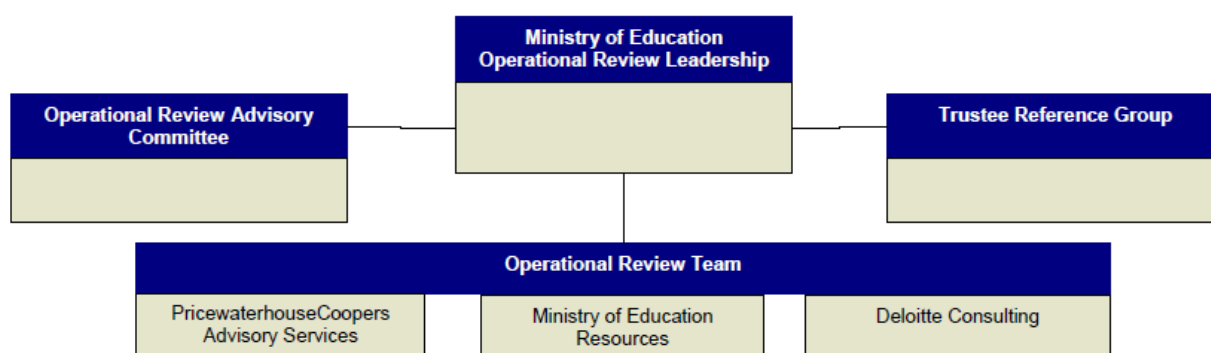 Ministry of Education
Operational Review Leadership
Operational Review Advisory
Committee
Trustee Reference Group
Operational Review Team
PricewaterhouseCoopers
Advisory Services
Ministry of Education
Resources
Deloitte Consulting